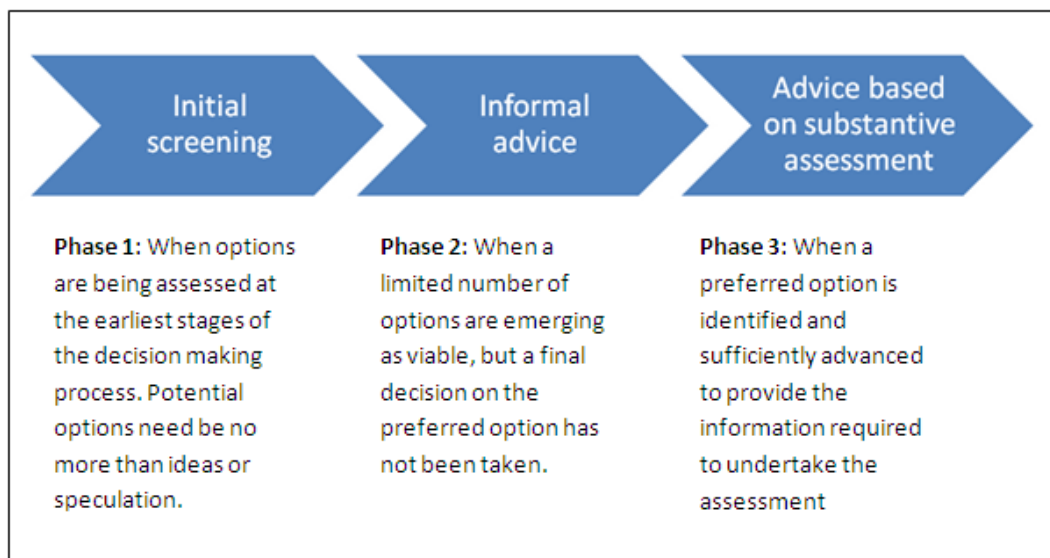 Initial
screening
Informal
advice
Advice based
on substantive
assessment
Phase 1: When options
are being assessed at
the earliest stages of
the decision making
process. Potential
options need be no
more than ideas or
speculation.
Phase 2: When a
limited number of
options are emerging
as viable, but a final
decision on the
preferred option has
not been taken.
Phase 3: When a
preferred option is
identified and
sufficiently advanced
to provide the
information required
to undertake the
assessment